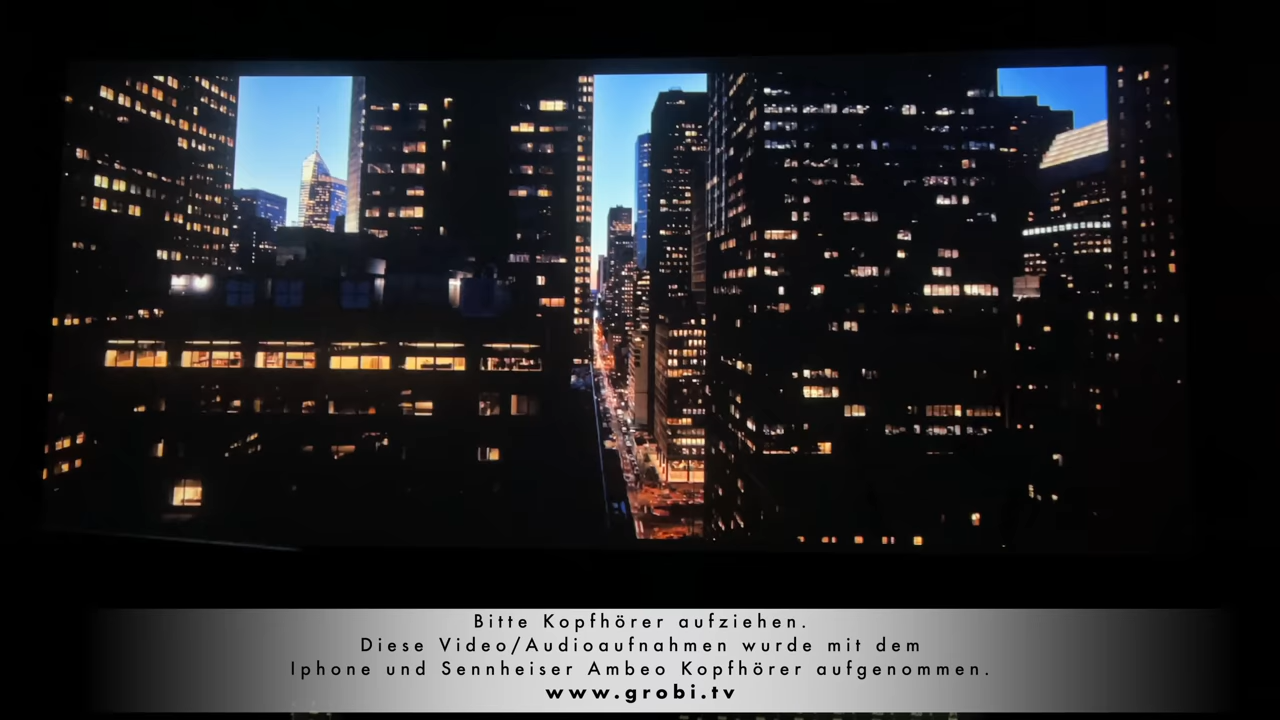 Bitte Kopfhörer aufziehen.
Diese Video/Audioaufnahmen wurde mit dem
Iphone und Sennheiser Ambeo Kopfhörer aufgenommen.
www.grobi.tv